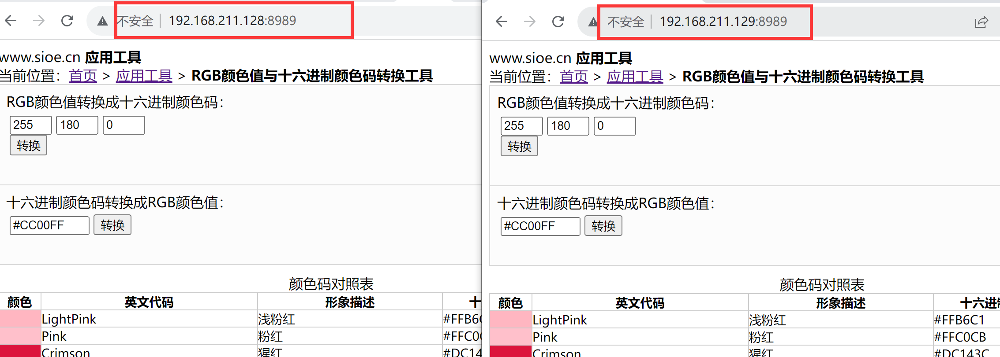 不安全 192.168.211.128:8989
www.sioe.cn 应用工具
当前位置：首页 > 应用工具 > RGB颜色值与十六进制颜色码转换工具
RGB颜色值转换成十六进制颜色码：
255 180 0
转换
十六进制颜色码转换成RGB颜色值：
#CC00FF 转换
颜色码对照表
颜色 英文代码 形象描述 十
LightPink 浅粉红 #FFB6C
Pink 粉红 #FFC0
Crimson 猩红 #DC14
不安全 192.168.211.129:8989
www.sioe.cn 应用工具
当前位置：首页 > 应用工具 > RGB颜色值与十六进制颜色码转换工具
RGB颜色值转换成十六进制颜色码：
255 180 0
转换
十六进制颜色码转换成RGB颜色值：
#CC00FF 转换
颜色码对照表
颜色 英文代码 形象描述 十六进制
LightPink 浅粉红 #FFB6C1
Pink 粉红 #FFC0CB
Crimson 猩红 #DC143C